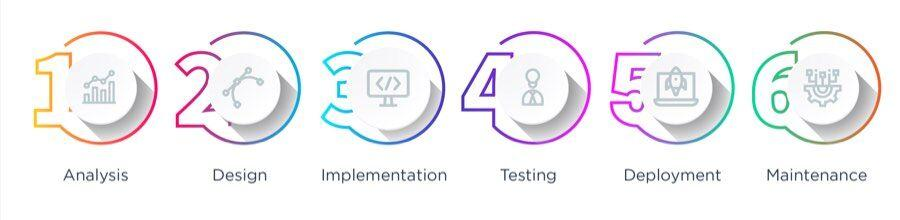 1 2 3 4 5 6
Analysis Design Implementation Testing Deployment Maintenance